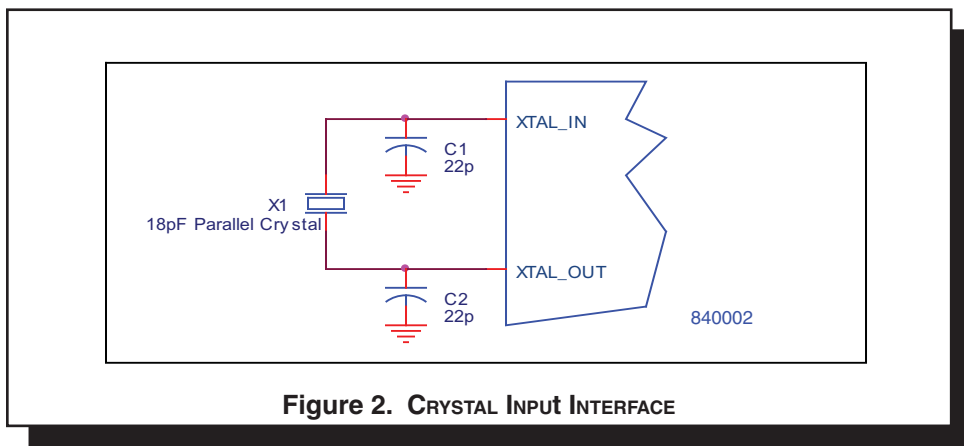 XTAL_IN
C1
22p
X1
18pF Parallel Crystal
XTAL_OUT
C2
22p
840002
Figure 2. CRYSTAL INPUt INTERFACE